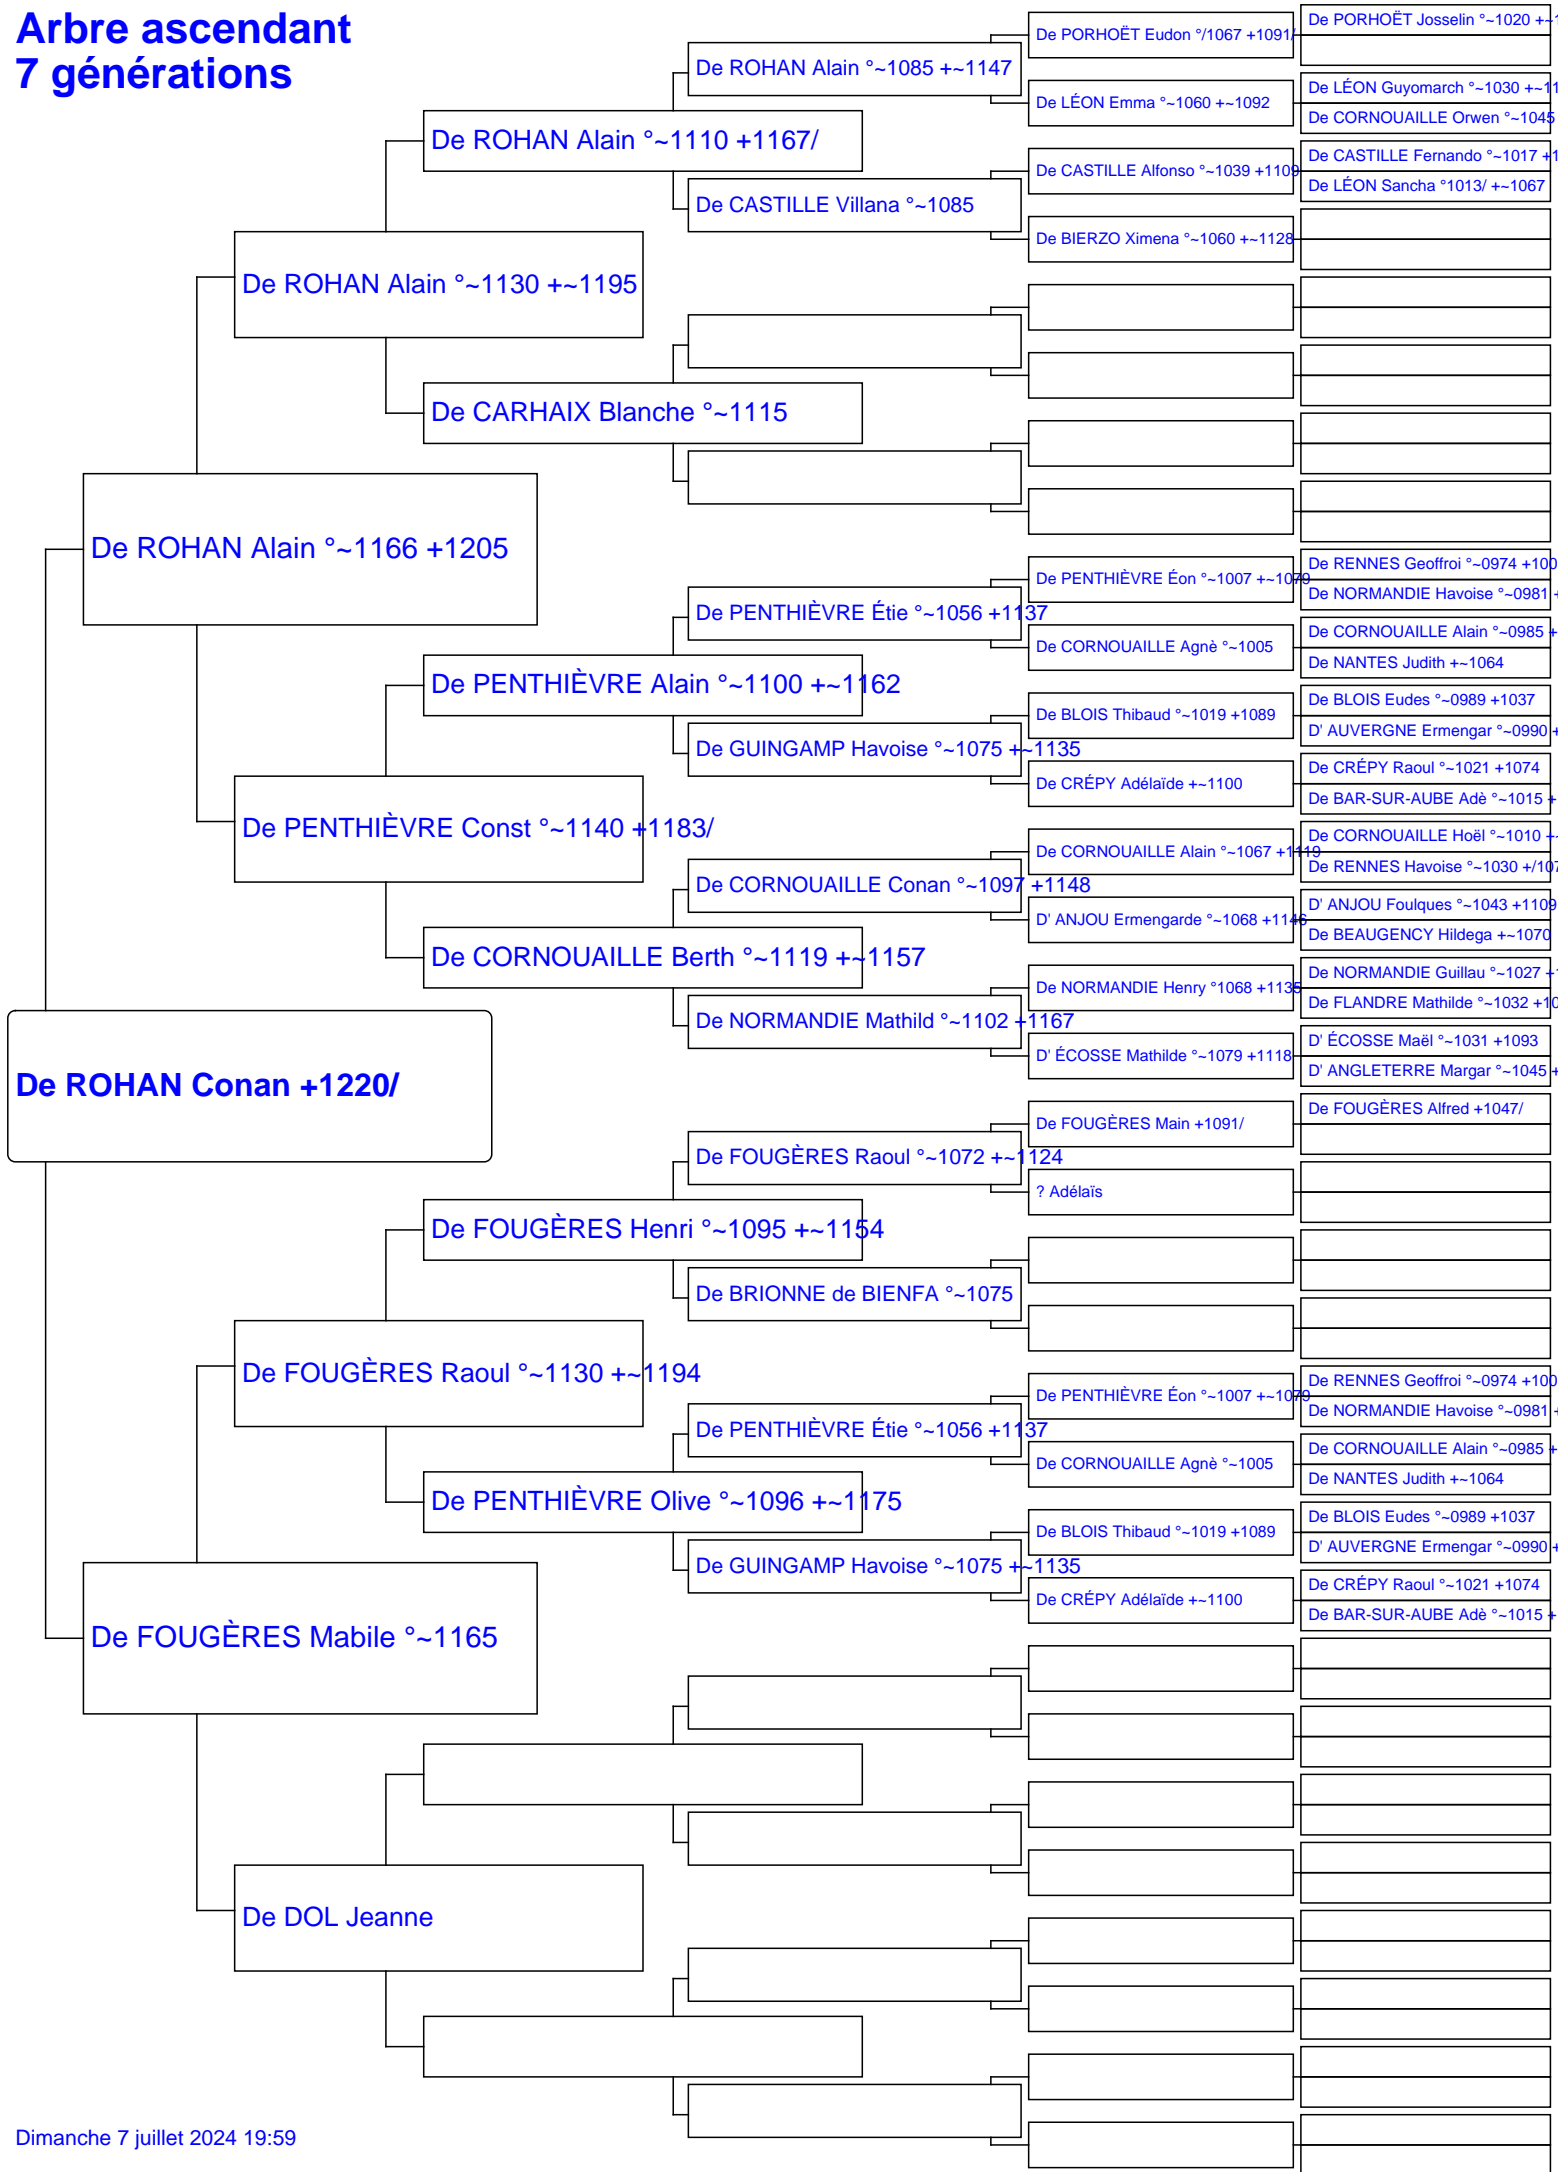 Arbre ascendant
7 générations
De ROHAN Conan +1220/
De ROHAN Alain °~1166 +1205
De FOUGÈRES Mabile °~1165
De ROHAN Alain °~1130 +~1195
De PENTHIÈVRE Const °~1140 +1183/
De FOUGÈRES Raoul °~1130 +~1194
De DOL Jeanne
De ROHAN Alain °~1110 +1167/
De CARHAIX Blanche °~1115
De PENTHIÈVRE Alain °~1100 +~1162
De CORNOUAILLE Berth °~1119 +~1157
De FOUGÈRES Henri °~1095 +~1154
De PENTHIÈVRE Olive °~1096 +~1175
De ROHAN Alain °~1085 +~1147
De CASTILLE Villana °~1085
De PENTHIÈVRE Étie °~1056 +1137
De GUINGAMP Havoise °~1075 +~1135
De CORNOUAILLE Conan °~1097 +1148
De NORMANDIE Mathild °~1102 +1167
De FOUGÈRES Raoul °~1072 +~1124
De BRIONNE de BIENFA °~1075
De PENTHIÈVRE Étie °~1056 +1137
De GUINGAMP Havoise °~1075 +~1135
De PORHOËT Eudon °/1067 +1091/
De LÉON Emma °~1060 +~1092
De CASTILLE Alfonso °~1039 +1109
De BIERZO Ximena °~1060 +~1128
De PENTHIÈVRE Éon °~1007 +~1079
De CORNOUAILLE Agnè °~1005
De BLOIS Thibaud °~1019 +1089
De CRÉPY Adélaïde +~1100
De CORNOUAILLE Alain °~1067 +1119
D' ANJOU Ermengarde °~1068 +1146
De NORMANDIE Henry °1068 +1135
D' ÉCOSSE Mathilde °~1079 +1118
De FOUGÈRES Main +1091/
? Adélaïs
De PENTHIÈVRE Éon °~1007 +~1079
De CORNOUAILLE Agnè °~1005
De BLOIS Thibaud °~1019 +1089
De CRÉPY Adélaïde +~1100
De PORHOËT Josselin °~1020 +~1
De LÉON Guyomarch °~1030 +~11
De CORNOUAILLE Orwen °~1045
De CASTILLE Fernando °~1017 +1
De LÉON Sancha °1013/ +~1067
De RENNES Geoffroi °~0974 +100
De NORMANDIE Havoise °~0981 +
De CORNOUAILLE Alain °~0985 +
De NANTES Judith +~1064
De BLOIS Eudes °~0989 +1037
D' AUVERGNE Ermengar °~0990 +
De CRÉPY Raoul °~1021 +1074
De BAR-SUR-AUBE Adè °~1015 +
De CORNOUAILLE Hoël °~1010 +~
De RENNES Havoise °~1030 +/107
D' ANJOU Foulques °~1043 +1109
De BEAUGENCY Hildega +~1070
De NORMANDIE Guillau °~1027 +1
De FLANDRE Mathilde °~1032 +10
D' ÉCOSSE Maël °~1031 +1093
D' ANGLETERRE Margar °~1045 +
De FOUGÈRES Alfred +1047/
De RENNES Geoffroi °~0974 +100
De NORMANDIE Havoise °~0981 +
De CORNOUAILLE Alain °~0985 +
De NANTES Judith +~1064
De BLOIS Eudes °~0989 +1037
D' AUVERGNE Ermengar °~0990 +
De CRÉPY Raoul °~1021 +1074
De BAR-SUR-AUBE Adè °~1015 +
Dimanche 7 juillet 2024 19:59